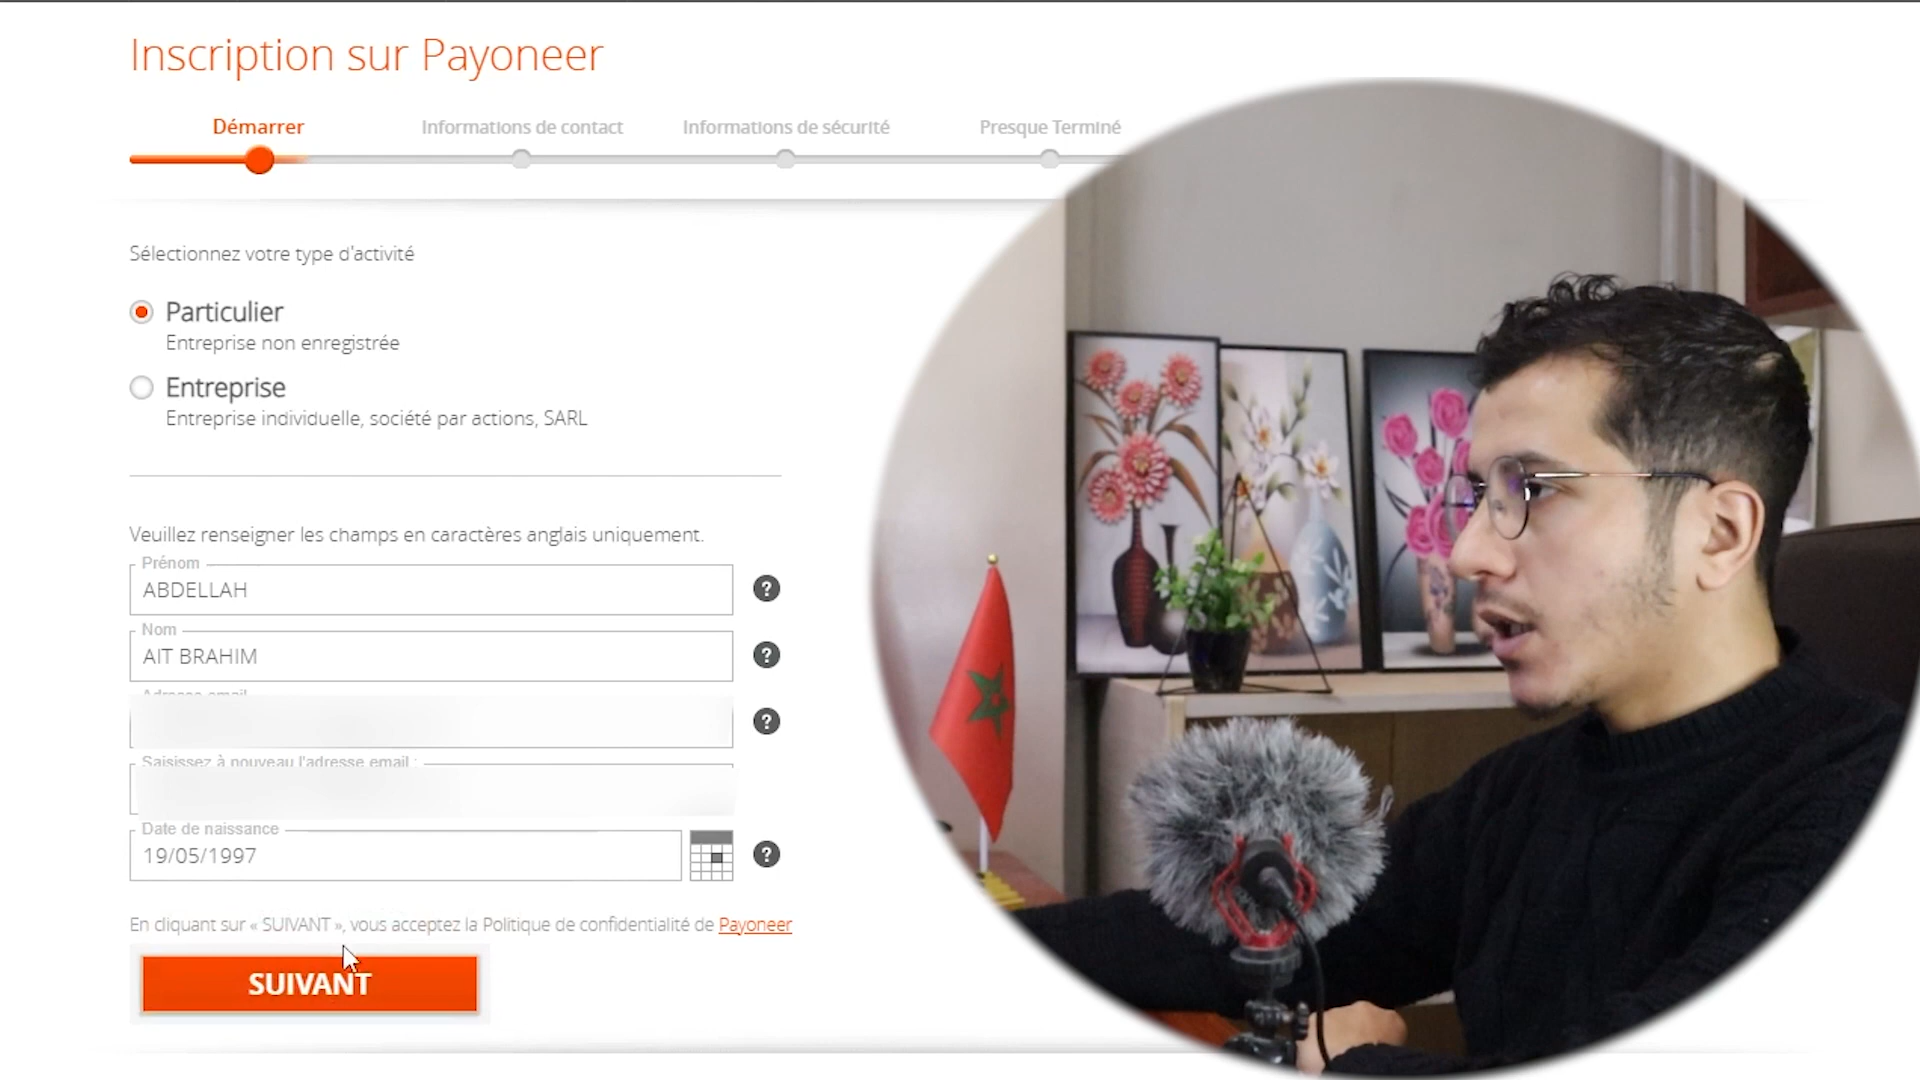 Inscription sur Payoneer
Démarrer
Informations de contact
Informations de sécurité
Presque Terminé
Sélectionnez votre type d'activité
Particulier
Entreprise non enregistrée
Entreprise
Entreprise individuelle, société par actions, SARL
Veuillez renseigner les champs en caractères anglais uniquement.
Prénom
ABDELLAH
?
Nom
AIT BRAHIM
?
Adresse email
?
Saisissez à nouveau l'adresse email :
Date de naissance
19/05/1997
?
En cliquant sur « SUIVANT », vous acceptez la Politique de confidentialité de Payoneer
SUIVANT